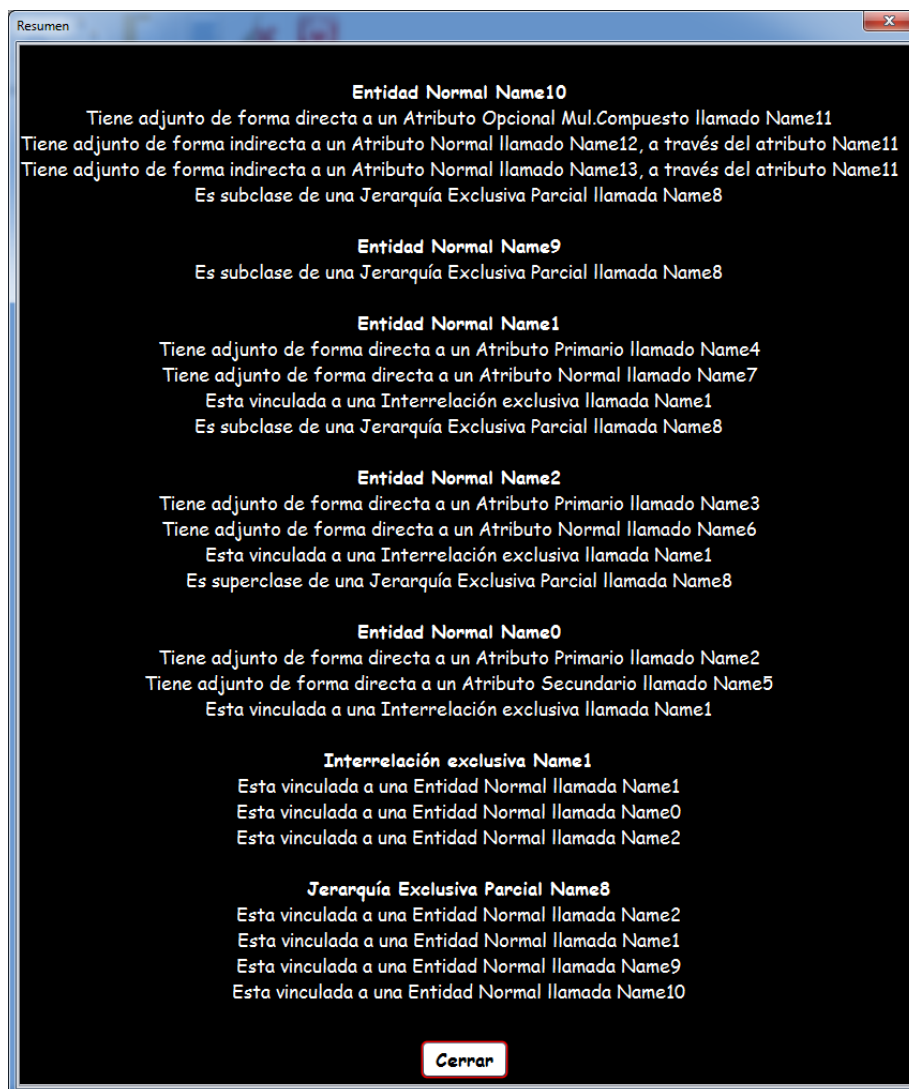 Resumen
Entidad Normal Name10
Tiene adjunto de forma directa a un Atributo Opcional Mul.Compuesto llamado Name11
Tiene adjunto de forma indirecta a un Atributo Normal llamado Name12, a través del atributo Name11
Tiene adjunto de forma indirecta a un Atributo Normal llamado Name13, a través del atributo Name11
Es subclase de una Jerarquía Exclusiva Parcial llamada Name8
Entidad Normal Name9
Es subclase de una Jerarquía Exclusiva Parcial llamada Name8
Entidad Normal Name1
Tiene adjunto de forma directa a un Atributo Primario llamado Name4
Tiene adjunto de forma directa a un Atributo Normal llamado Name7
Esta vinculada a una Interrelación exclusiva llamada Name1
Es subclase de una Jerarquía Exclusiva Parcial llamada Name8
Entidad Normal Name2
Tiene adjunto de forma directa a un Atributo Primario llamado Name3
Tiene adjunto de forma directa a un Atributo Normal llamado Name6
Esta vinculada a una Interrelación exclusiva llamada Name1
Es superclase de una Jerarquía Exclusiva Parcial llamada Name8
Entidad Normal Name0
Tiene adjunto de forma directa a un Atributo Primario llamado Name2
Tiene adjunto de forma directa a un Atributo Secundario llamado Name5
Esta vinculada a una Interrelación exclusiva llamada Name1
Interrelación exclusiva Name1
Esta vinculada a una Entidad Normal llamada Name1
Esta vinculada a una Entidad Normal llamada Name0
Esta vinculada a una Entidad Normal llamada Name2
Jerarquía Exclusiva Parcial Name8
Esta vinculada a una Entidad Normal llamada Name2
Esta vinculada a una Entidad Normal llamada Name1
Esta vinculada a una Entidad Normal llamada Name9
Esta vinculada a una Entidad Normal llamada Name10
Cerrar